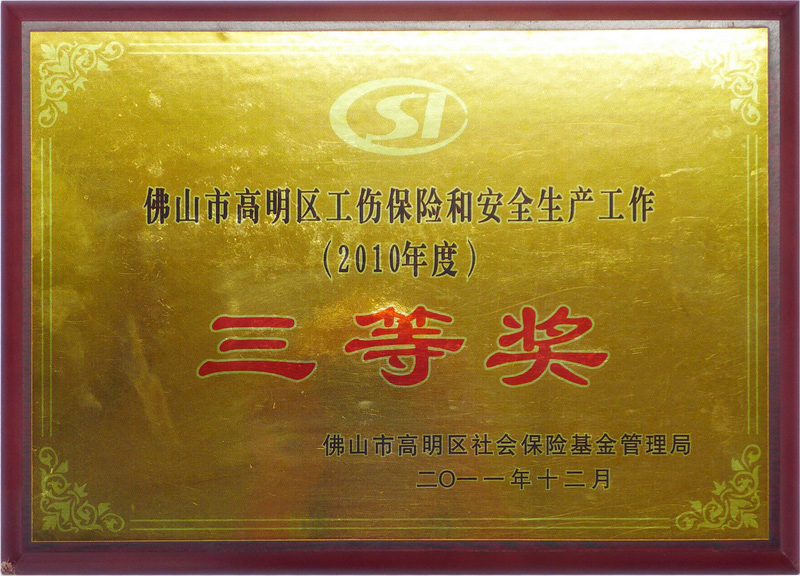 SI
佛山市高明区工伤保险和安全生产工作
（2010年度）
三等奖
佛山市高明区社会保险基金管理局
二〇一一年十二月